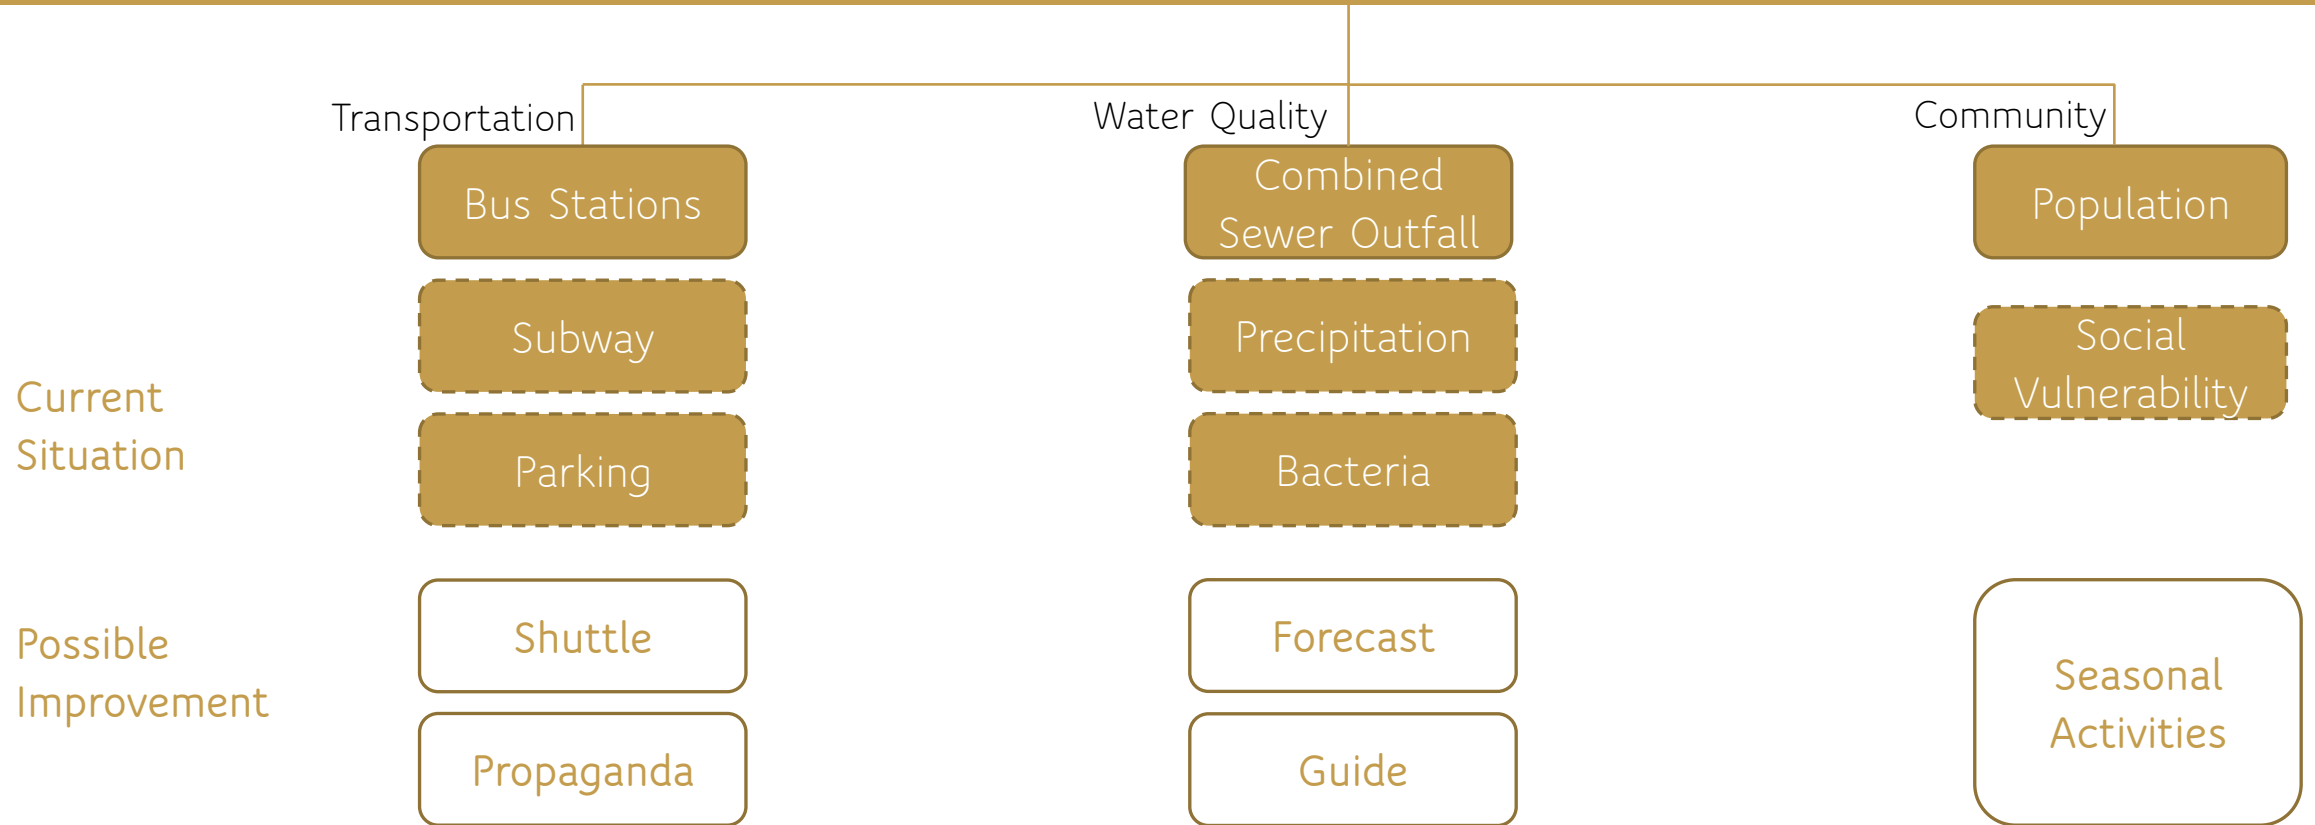 Transportation
Water Quality
Community
Bus Stations
Combined
Sewer Outfall
Population
Subway
Precipitation
Social
Vulnerability
Current
Situation
Parking
Bacteria
Possible
Improvement
Shuttle
Forecast
Seasonal
Activities
Propaganda
Guide